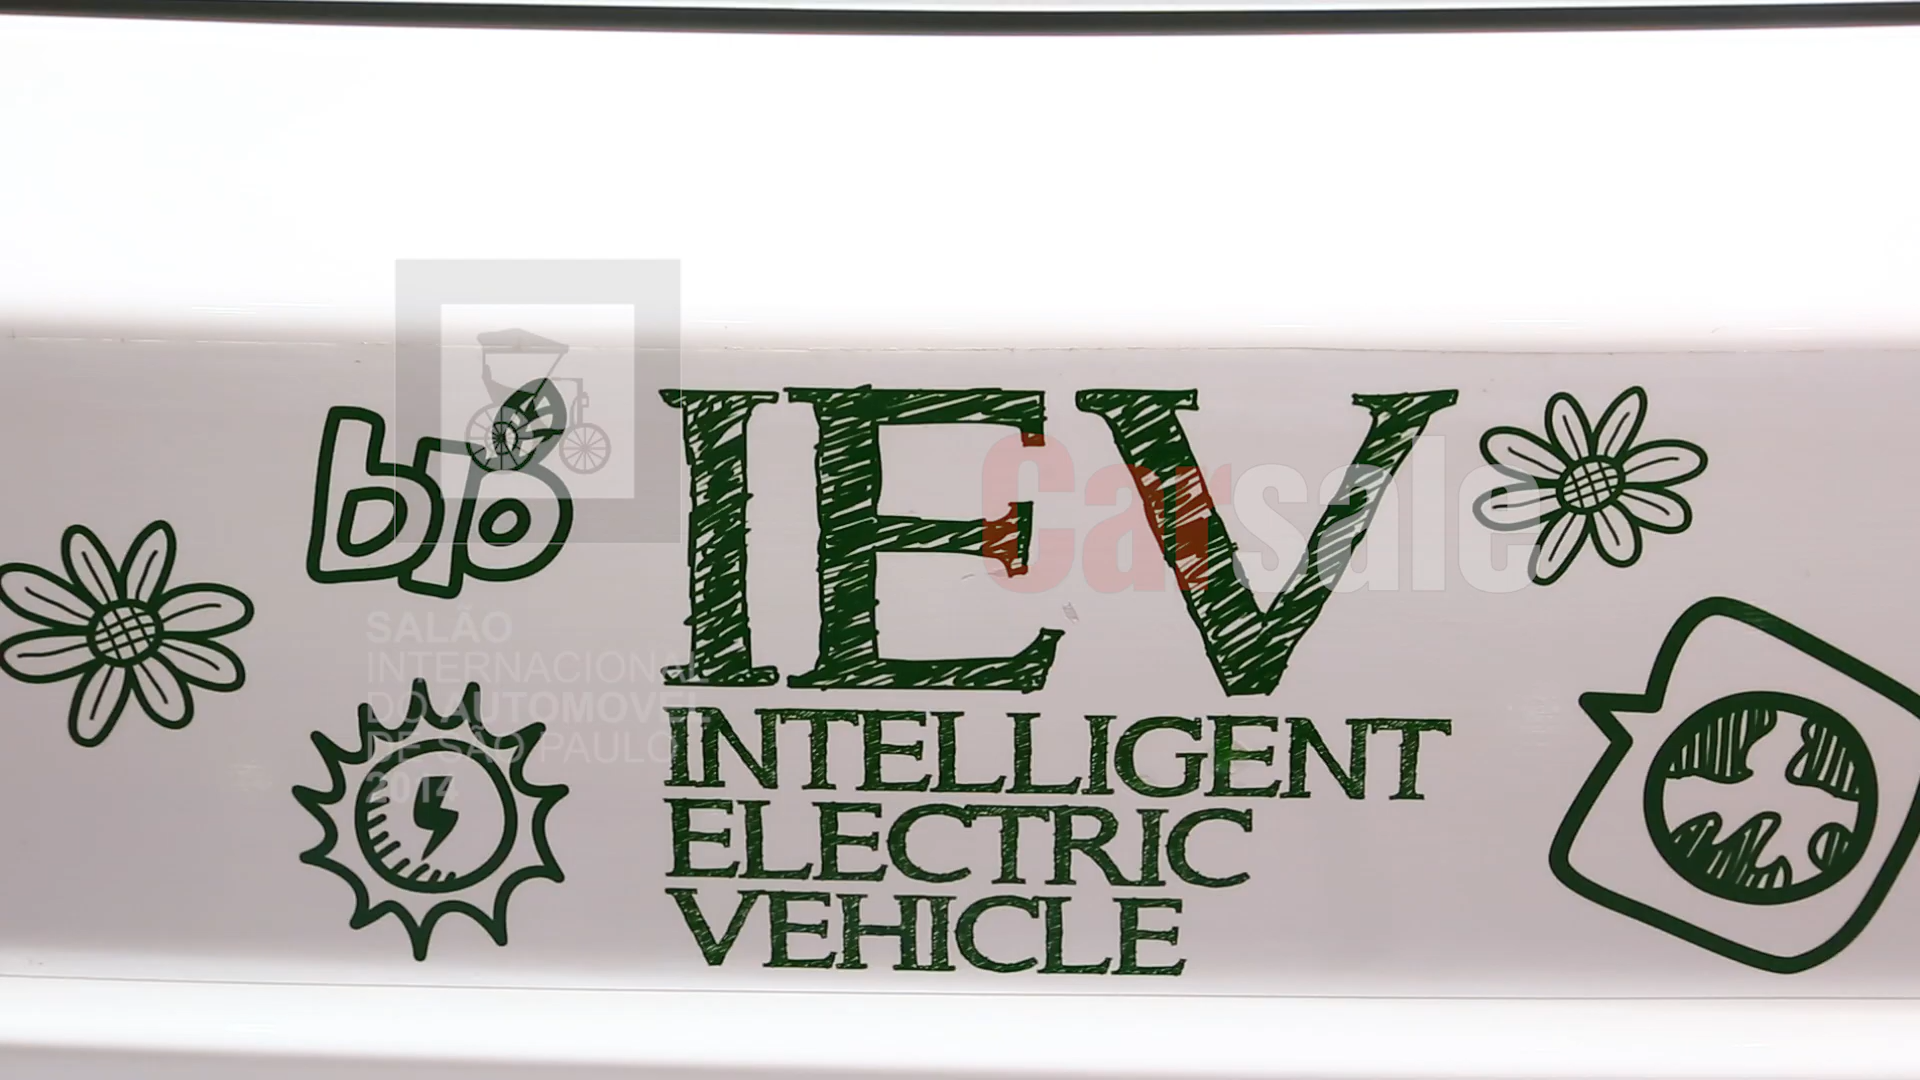 bio
IEV
Carsale
SALÃO
INTERNACIONAL
DO AUTOMOVEL
DE SÃO PAULO
2014
INTELLIGENT
ELECTRIC
VEHICLE